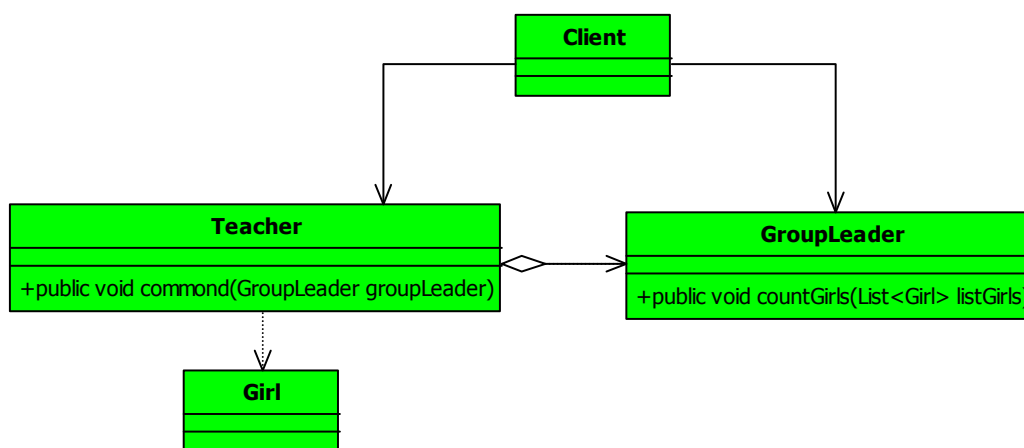 Client
Teacher
+public void commond(GroupLeader groupLeader)
GroupLeader
+public void countGirls(List<Girl> listGirls)
Girl